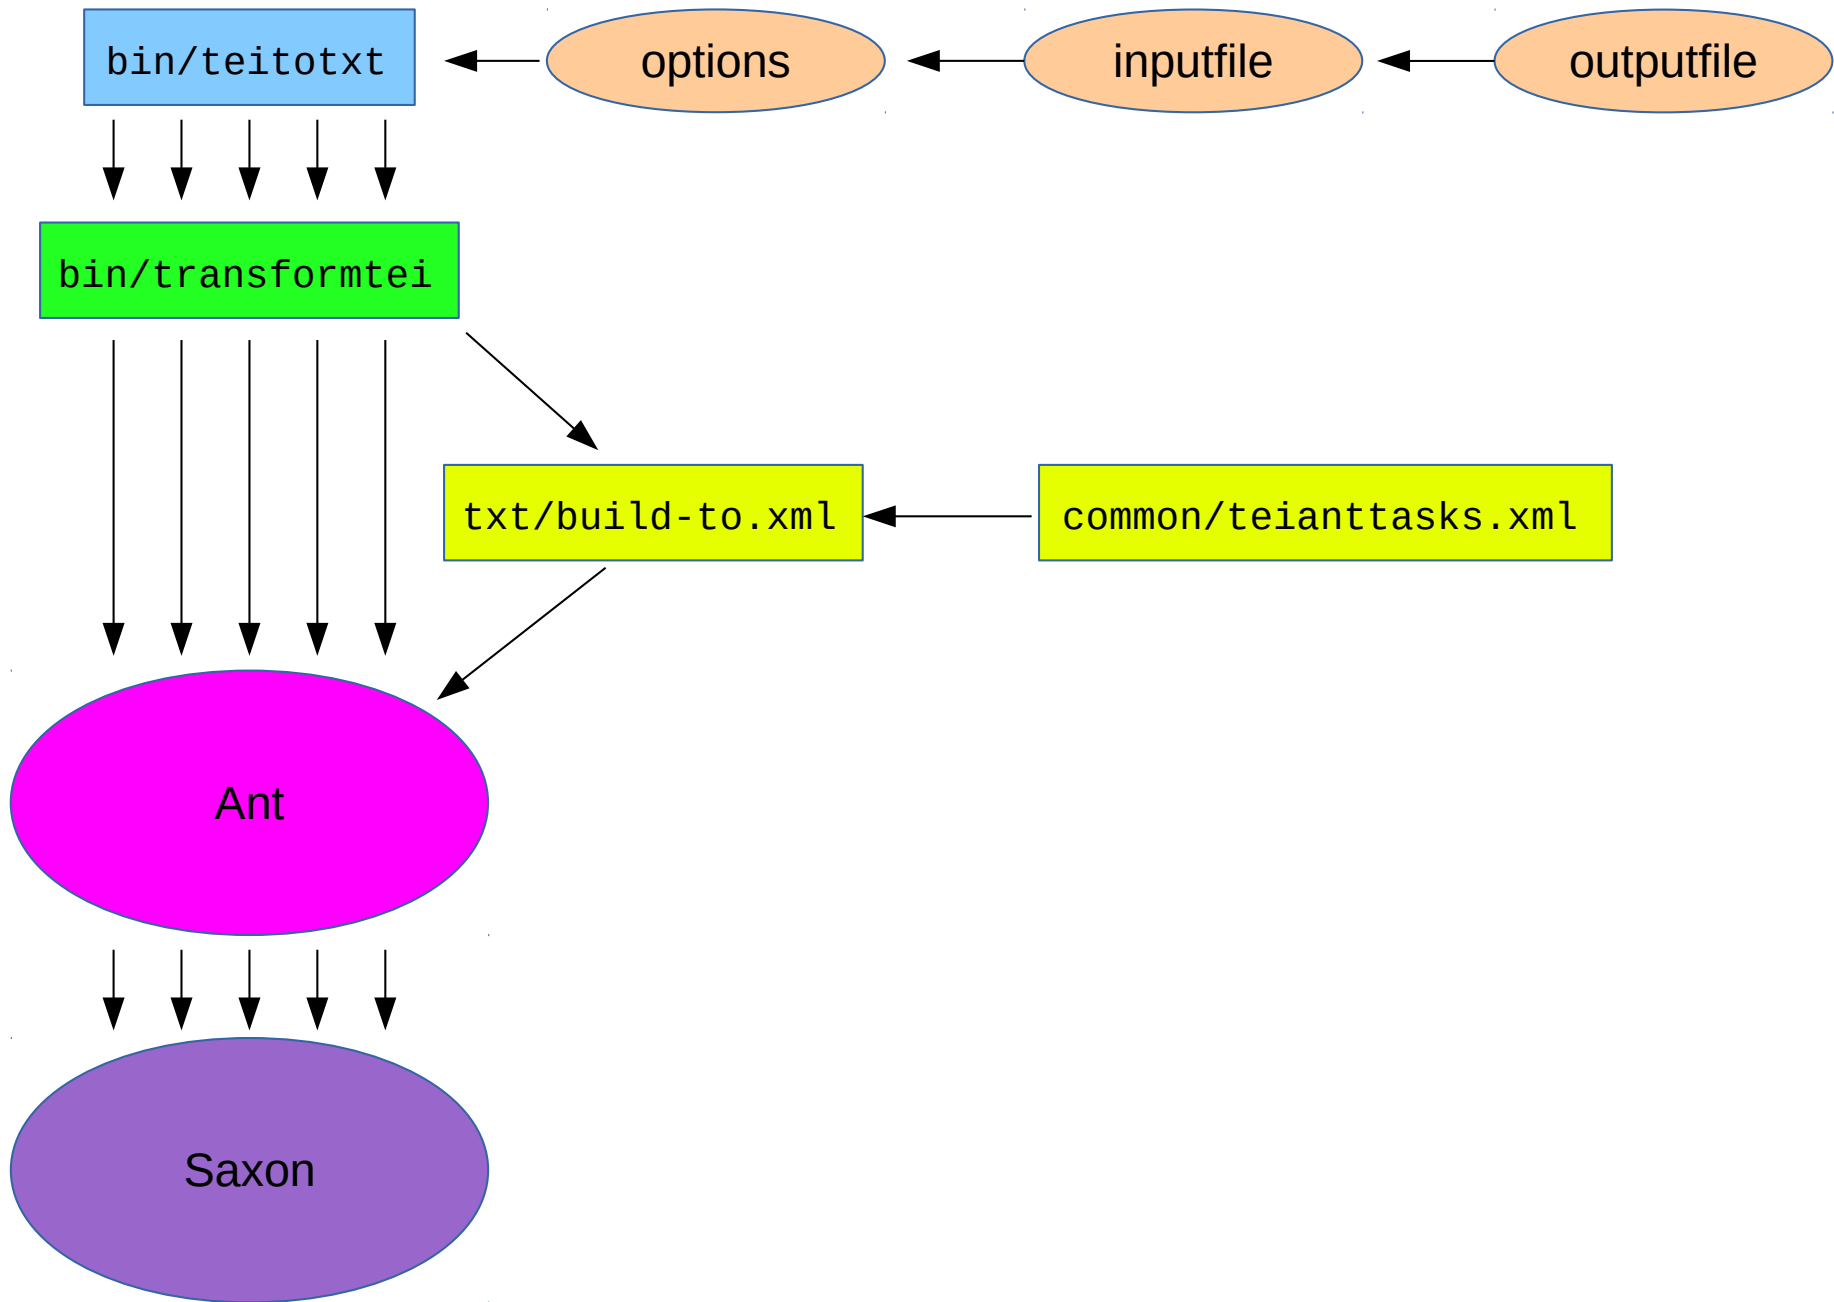 bin/teitotxt
options
inputfile
outputfile
bin/transformtei
txt/build-to.xml
common/teianttasks.xml
Ant
Saxon